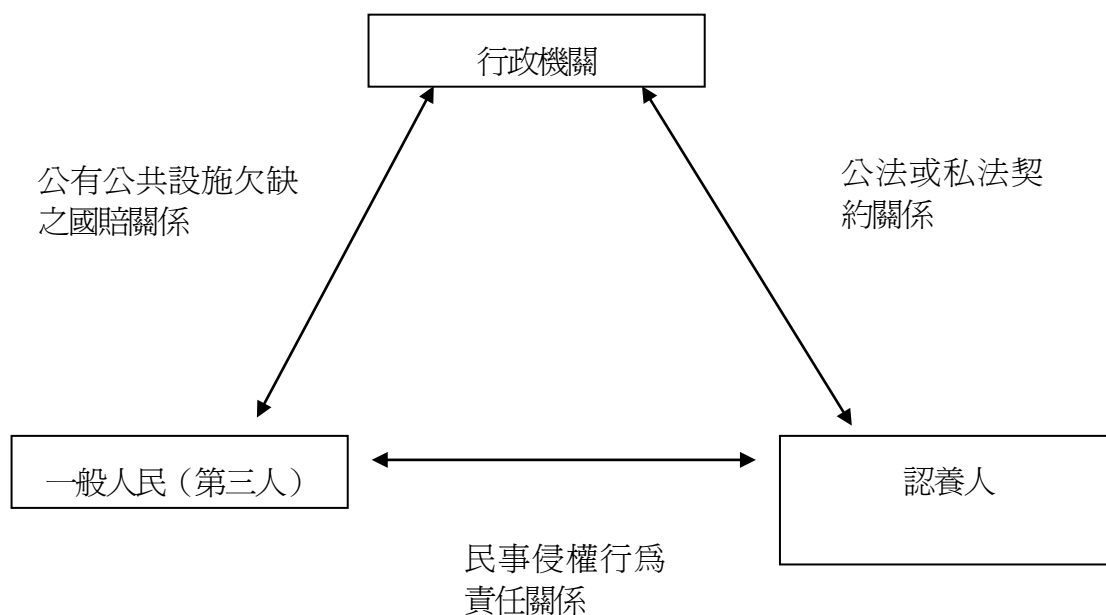 行政機關
公有公共設施欠缺
之國賠關係
公法或私法契
約關係
一般人民（第三人）
認養人
民事侵權行為
責任關係